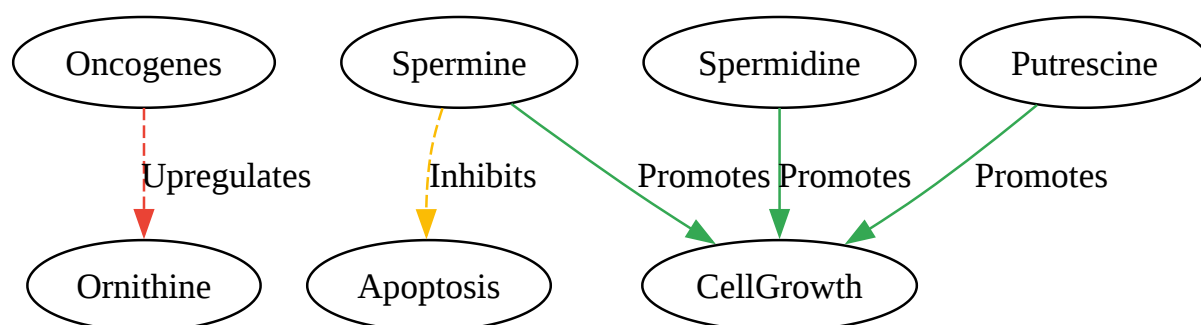 Oncogenes
Spermine
Spermidine
Putrescine
Upregulates
Inhibits
Promotes
Promotes
Promotes
Ornithine
Apoptosis
CellGrowth